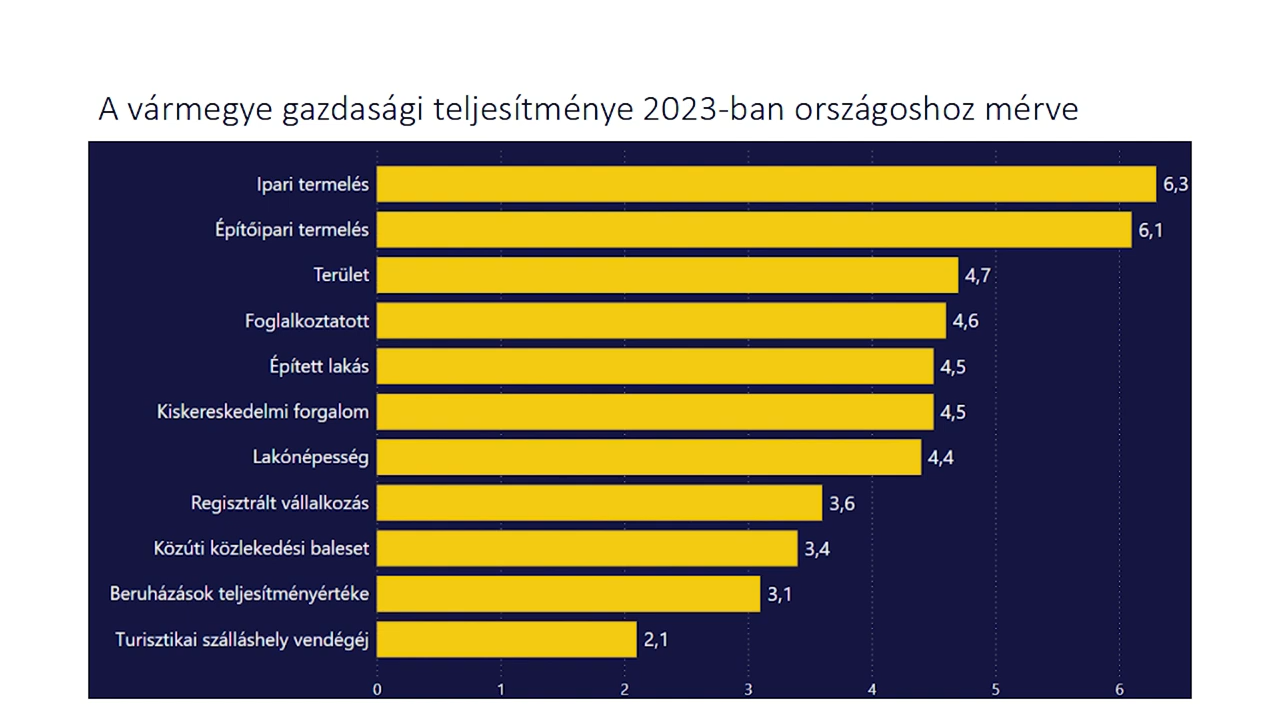 A vármegye gazdasági teljesítménye 2023-ban országoshoz mérve
Ipari termelés 6,3
Építőipari termelés 6,1
Terület 4,7
Foglalkoztatott 4,6
Épített lakás 4,5
Kiskereskedelmi forgalom 4,5
Lakónépesség 4,4
Regisztrált vállalkozás 3,6
Közúti közlekedési baleset 3,4
Beruházások teljesítményértéke 3,1
Turisztikai szálláshely vendégéj 2,1
0 1 2 3 4 5 6